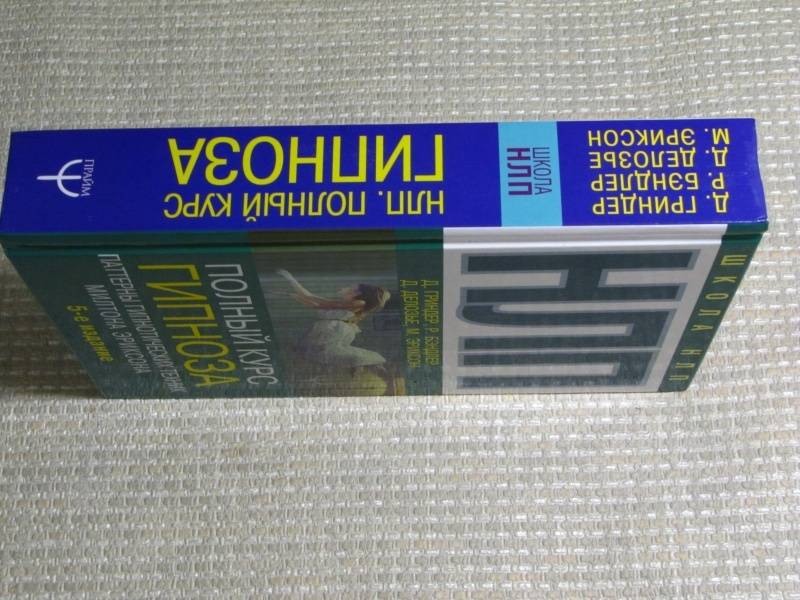 Д. ГРИНДЕР
Р. БЭНДЛЕР
Д. ДЕЛОЗЬЕ
М. ЭРИКСОН
ШКОЛА
НЛП
НЛП. ПОЛНЫЙ КУРС
ГИПНОЗА
ПРАЙМ
ШКОЛА НЛП
НЛП
Д. ГРИНДЕР, Р. БЭНДЛЕР,
Д. ДЕЛОЗЬЕ, М. ЭРИКСОН
ПОЛНЫЙ КУРС
ГИПНОЗА
ПАТТЕРНЫ ГИПНОТИЧЕСКИХ ТЕХНИК
МИЛТОНА ЭРИКСОНА
5-е издание